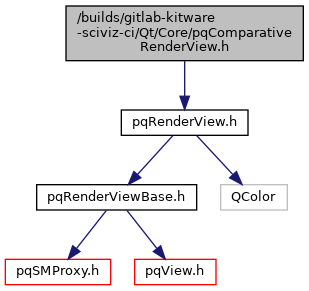 /builds/gitlab-kitware
-sciviz-ci/Qt/Core/pqComparative
RenderView.h
pqRenderView.h
pqRenderViewBase.h
QColor
pqSMProxy.h
pqView.h